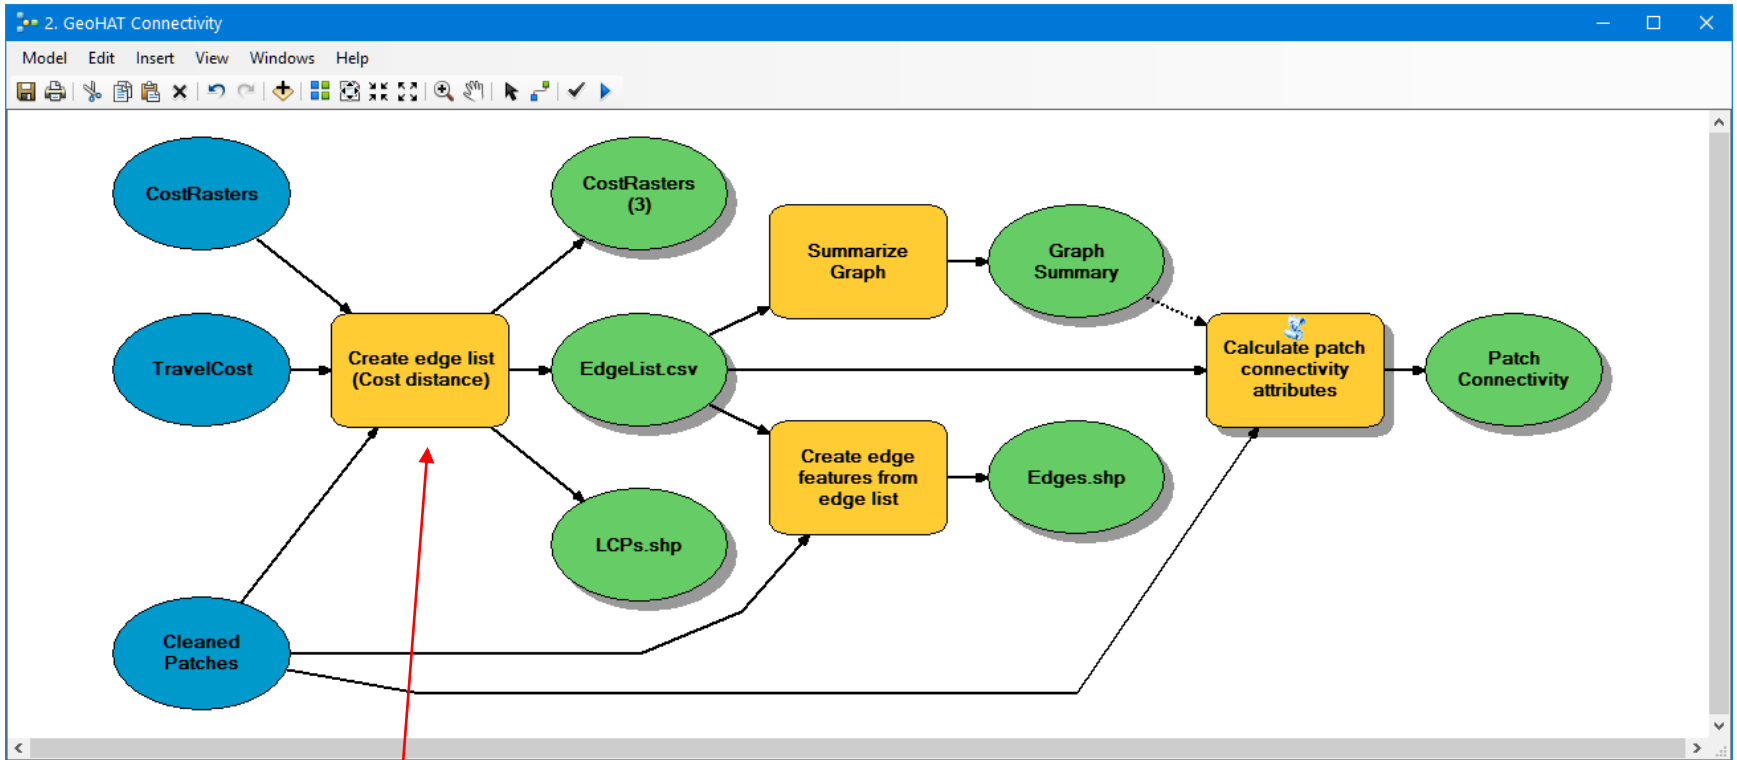 2. GeoHAT Connectivity
Model Edit Insert View Windows Help
CostRasters
CostRasters
(3)
Summarize
Graph
Graph
Summary
TravelCost
Create edge list
(Cost distance)
EdgeList.csv
Calculate patch
connectivity
attributes
Patch
Connectivity
Create edge
features from
edge list
Edges.shp
LCPs.shp
Cleaned
Patches